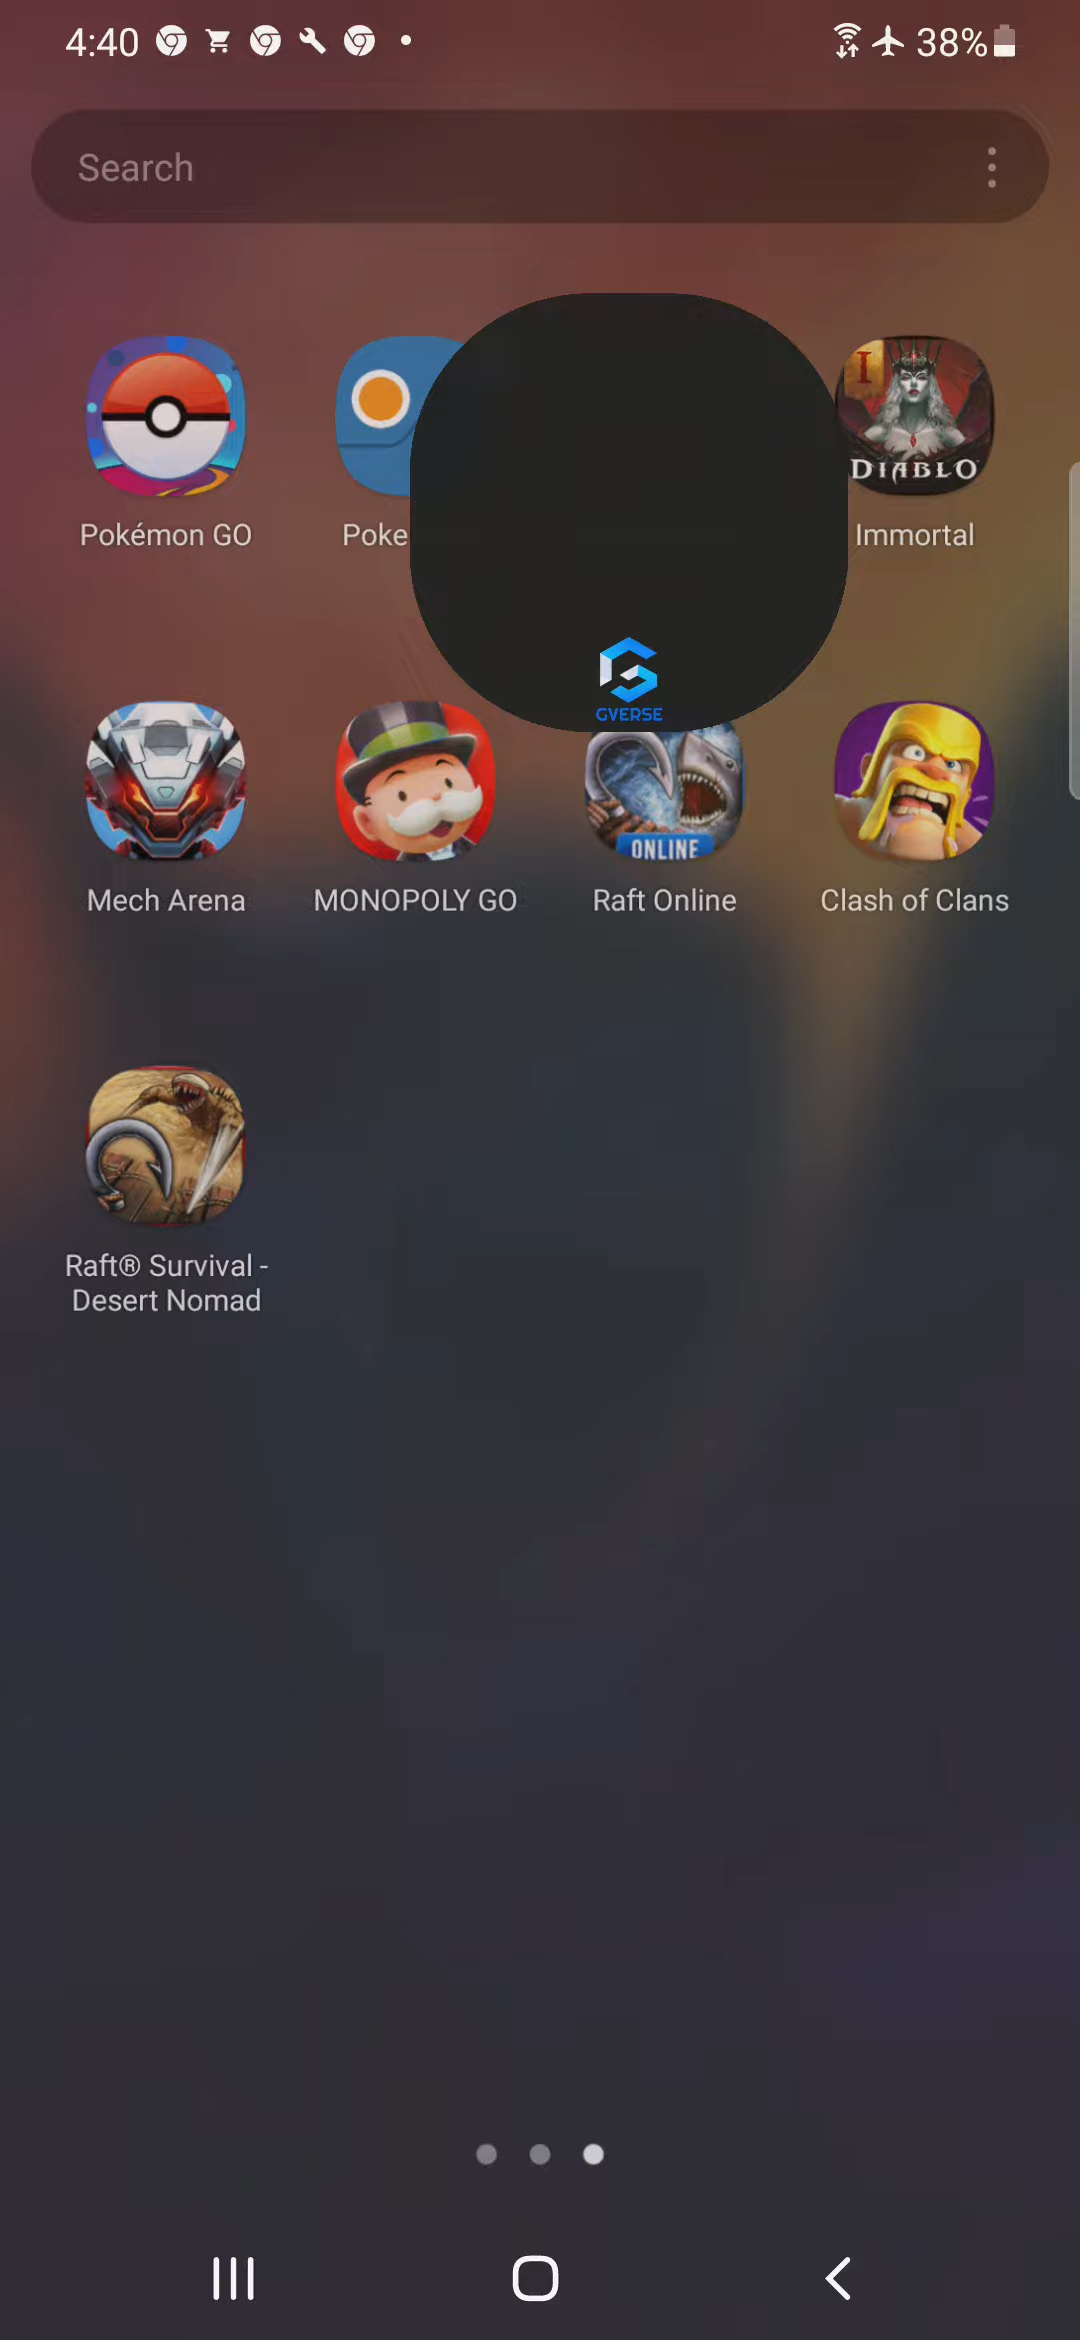 4:40
38%
Search
DIABLO
Pokémon GO
Poke
Immortal
GVERSE
ONLINE
Mech Arena
MONOPOLY GO
Raft Online
Clash of Clans
Raft® Survival -
Desert Nomad